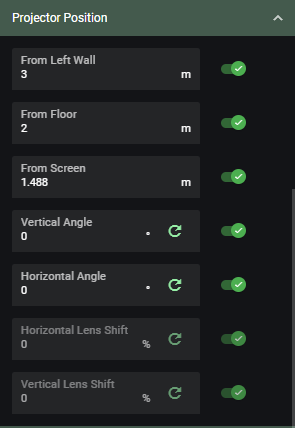 Projector Position
From Left Wall
3 m
From Floor
2 m
From Screen
1.488 m
Vertical Angle
0 °
Horizontal Angle
0 °
Horizontal Lens Shift
0 %
Vertical Lens Shift
0 %